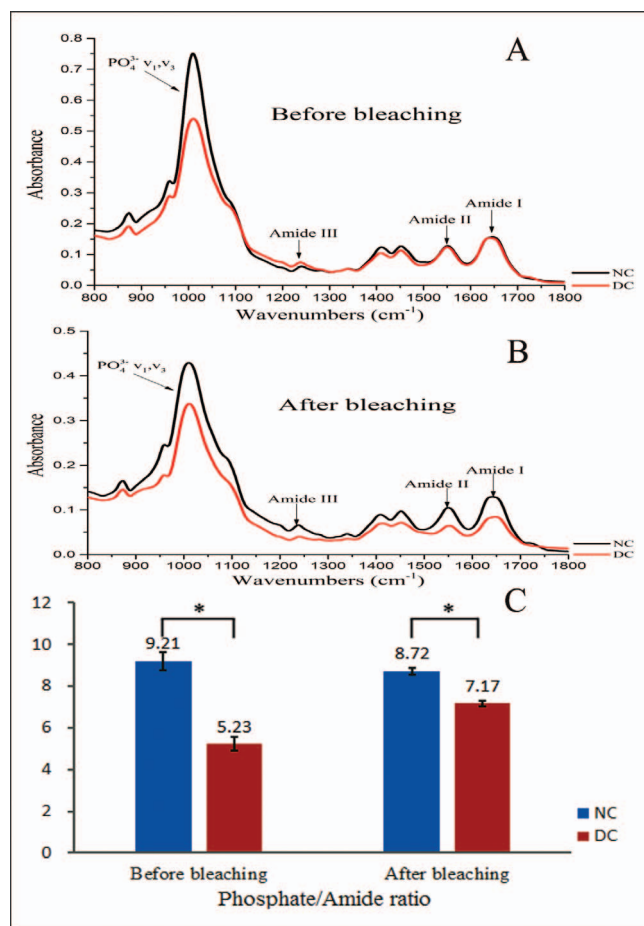 A
PO₄³⁻ v₁,v₃
Before bleaching
Amide III
Amide II
Amide I
Absorbance
0.8
0.7
0.6
0.5
0.4
0.3
0.2
0.1
0.0
800 900 1000 1100 1200 1300 1400 1500 1600 1700 1800
Wavenumbers (cm⁻¹)
NC
DC
B
PO₄³⁻ v₁,v₃
After bleaching
Amide III
Amide II
Amide I
Absorbance
0.5
0.4
0.3
0.2
0.1
0.0
800 900 1000 1100 1200 1300 1400 1500 1600 1700 1800
Wavenumbers (cm⁻¹)
NC
DC
C
12
10
8
6
4
2
0
*
9.21
5.23
*
8.72
7.17
NC
DC
Before bleaching After bleaching
Phosphate/Amide ratio